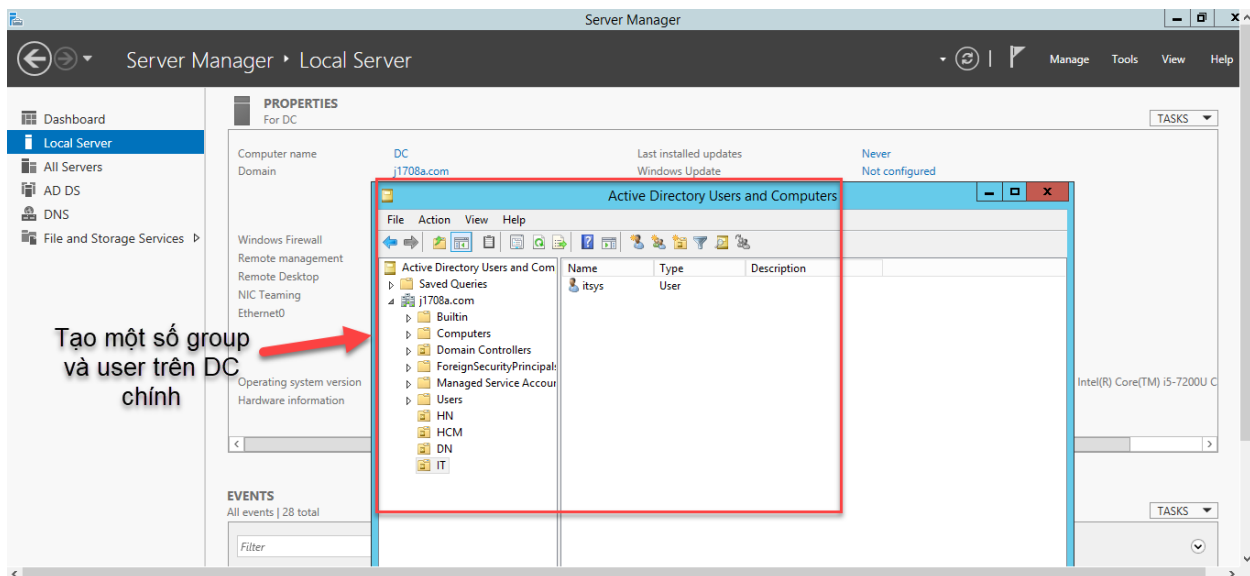 Server Manager
Server Manager • Local Server
Manage Tools View Help
Dashboard
Local Server
All Servers
AD DS
DNS
File and Storage Services
PROPERTIES
For DC
TASKS
Computer name DC Last installed updates Never
Domain j1708a.com Windows Update Not configured
Windows Firewall
Remote management
Remote Desktop
NIC Teaming
Ethernet0
Operating system version
Hardware information
Intel(R) Core(TM) i5-7200U C
Tạo một số group
và user trên DC
chính
Active Directory Users and Computers
File Action View Help
Active Directory Users and Com
Saved Queries
j1708a.com
Builtin
Computers
Domain Controllers
ForeignSecurityPrincipals
Managed Service Accour
Users
HN
HCM
DN
IT
Name Type Description
itsys User
EVENTS
All events | 28 total
TASKS
Filter